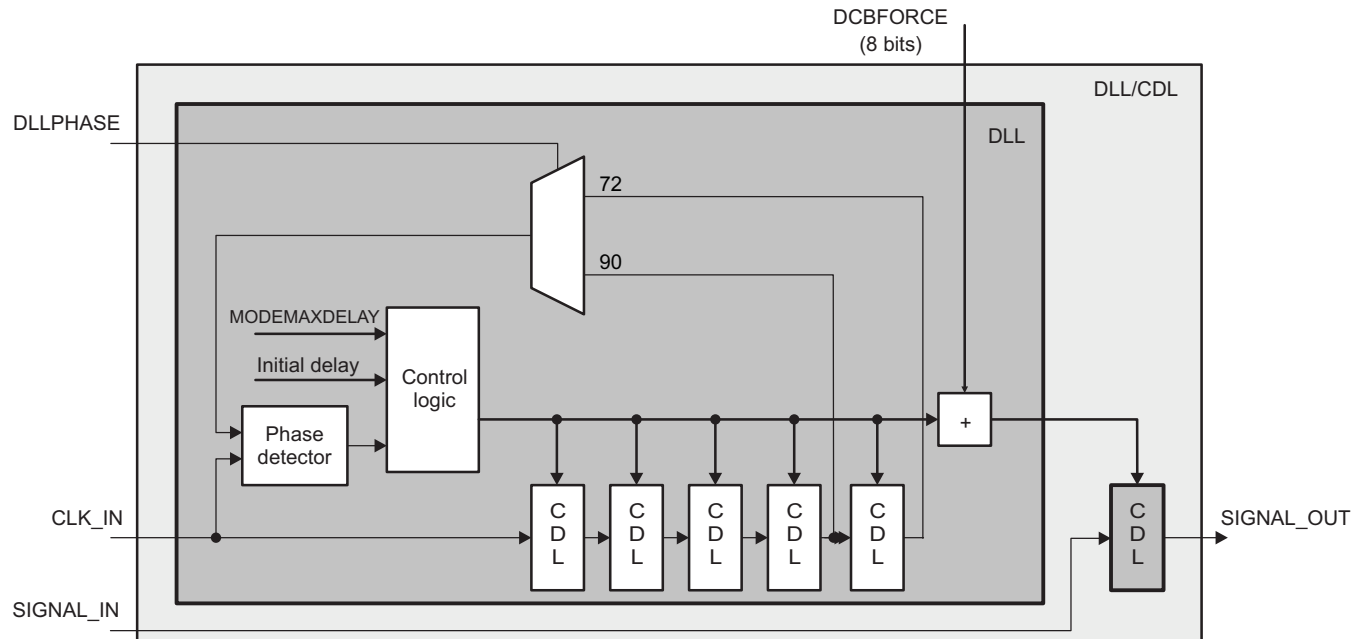 DCBFORCE
(8 bits)
DLL/CDL
DLLPHASE
DLL
72
90
MODEMAXDELAY
Initial delay
Control
logic
+
Phase
detector
CLK_IN
C
D
L
C
D
L
C
D
L
C
D
L
C
D
L
C
D
L
SIGNAL_OUT
SIGNAL_IN